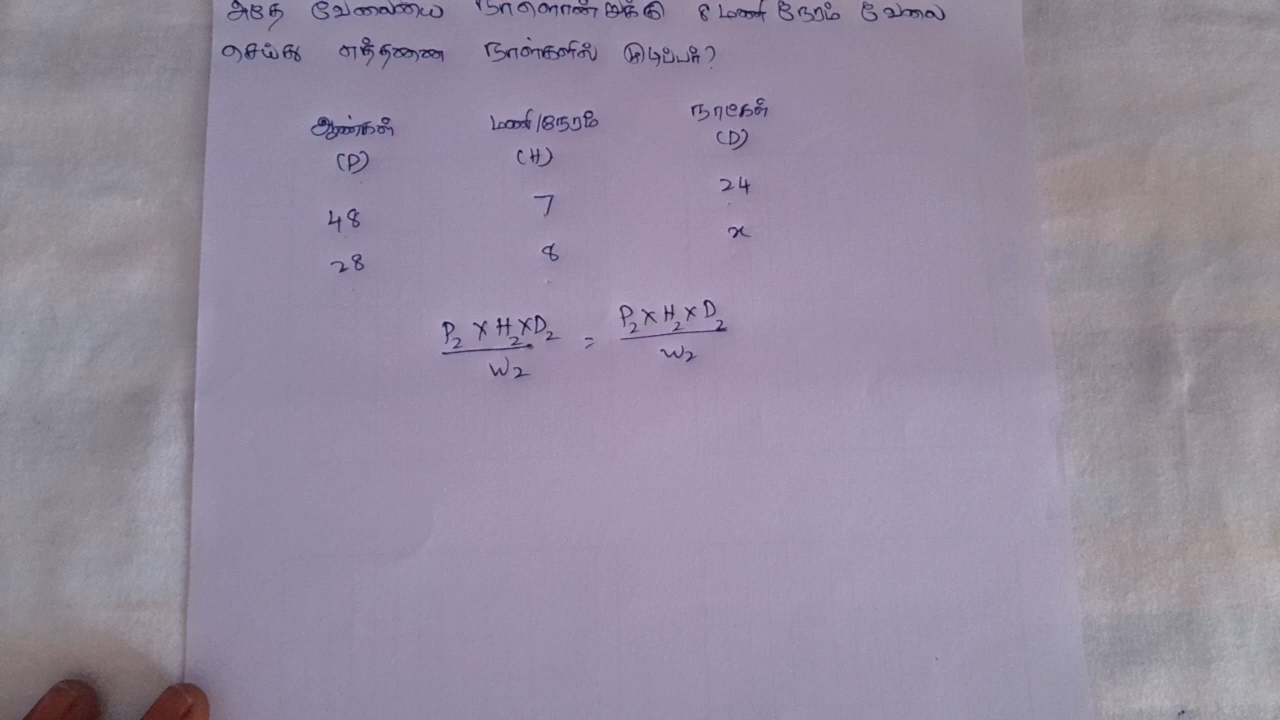 அதே வேலையை நாளொன்றுக்கு 8 மணி நேரம் வேலை
செய்து எத்தனை நாள்களில் முடிப்பர்?
ஆண்கள் மணி/நேரம் நாட்கள்
(P) (H) (D)
48 7 24
28 8 x
P₂ X H₂ X D₂ / W₂ = P₂ X H₂ X D₂ / W₂